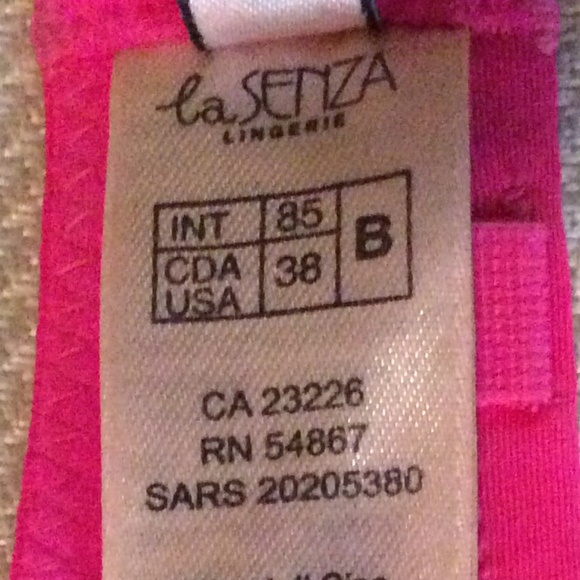 la SENZA
LINGERIE
INT 85 B
CDA USA 38
CA 23226
RN 54867
SARS 20205380